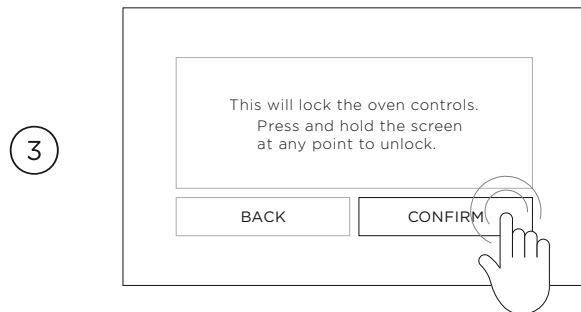 3
This will lock the oven controls.
Press and hold the screen
at any point to unlock.
BACK
CONFIRM